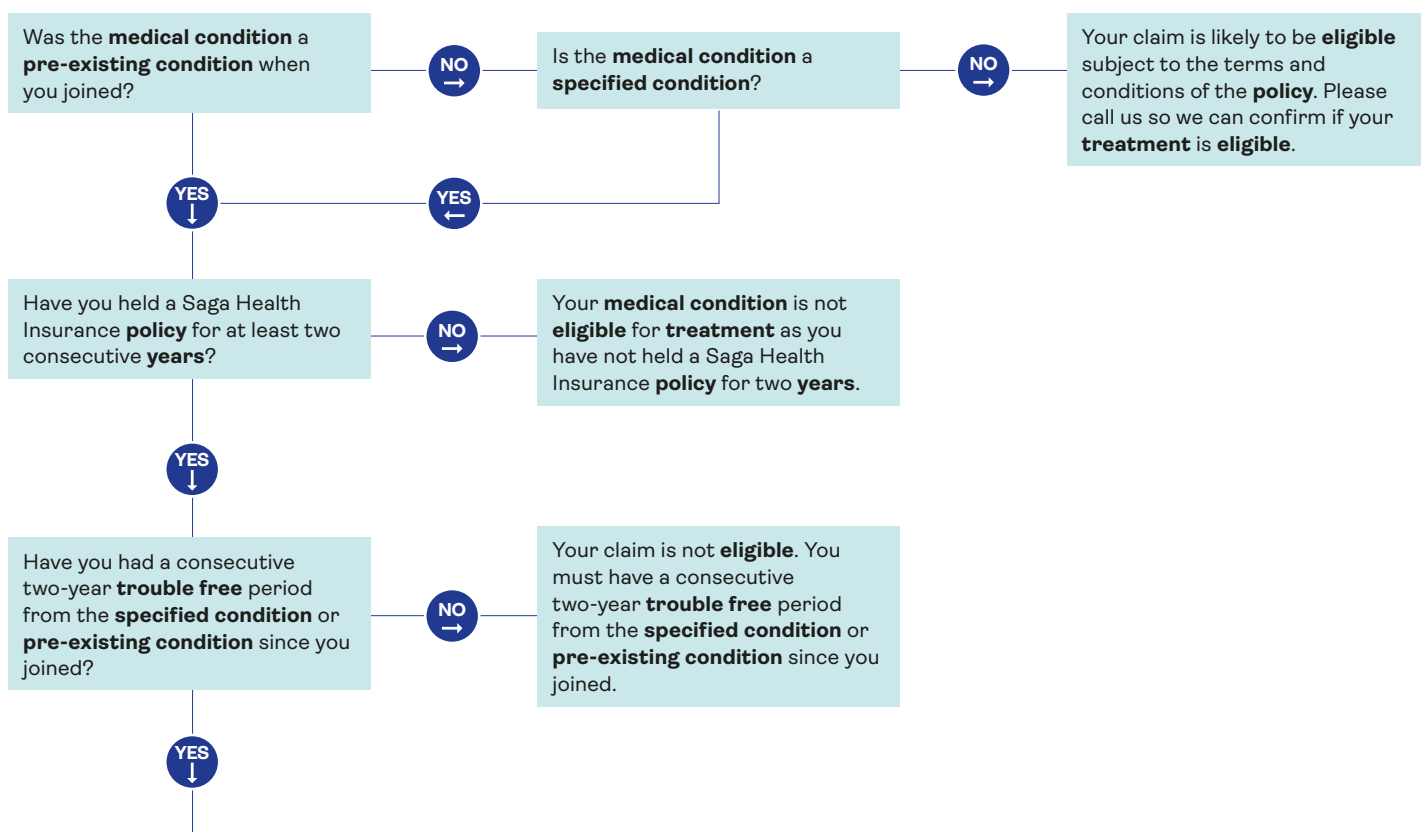 Was the medical condition a
pre-existing condition when
you joined?
NO
→
Is the medical condition a
specified condition?
NO
→
Your claim is likely to be eligible
subject to the terms and
conditions of the policy. Please
call us so we can confirm if your
treatment is eligible.
YES
↓
YES
←
Have you held a Saga Health
Insurance policy for at least two
consecutive years?
NO
→
Your medical condition is not
eligible for treatment as you
have not held a Saga Health
Insurance policy for two years.
YES
↓
Have you had a consecutive
two-year trouble free period
from the specified condition or
pre-existing condition since you
joined?
NO
→
Your claim is not eligible. You
must have a consecutive
two-year trouble free period
from the specified condition or
pre-existing condition since you
joined.
YES
↓